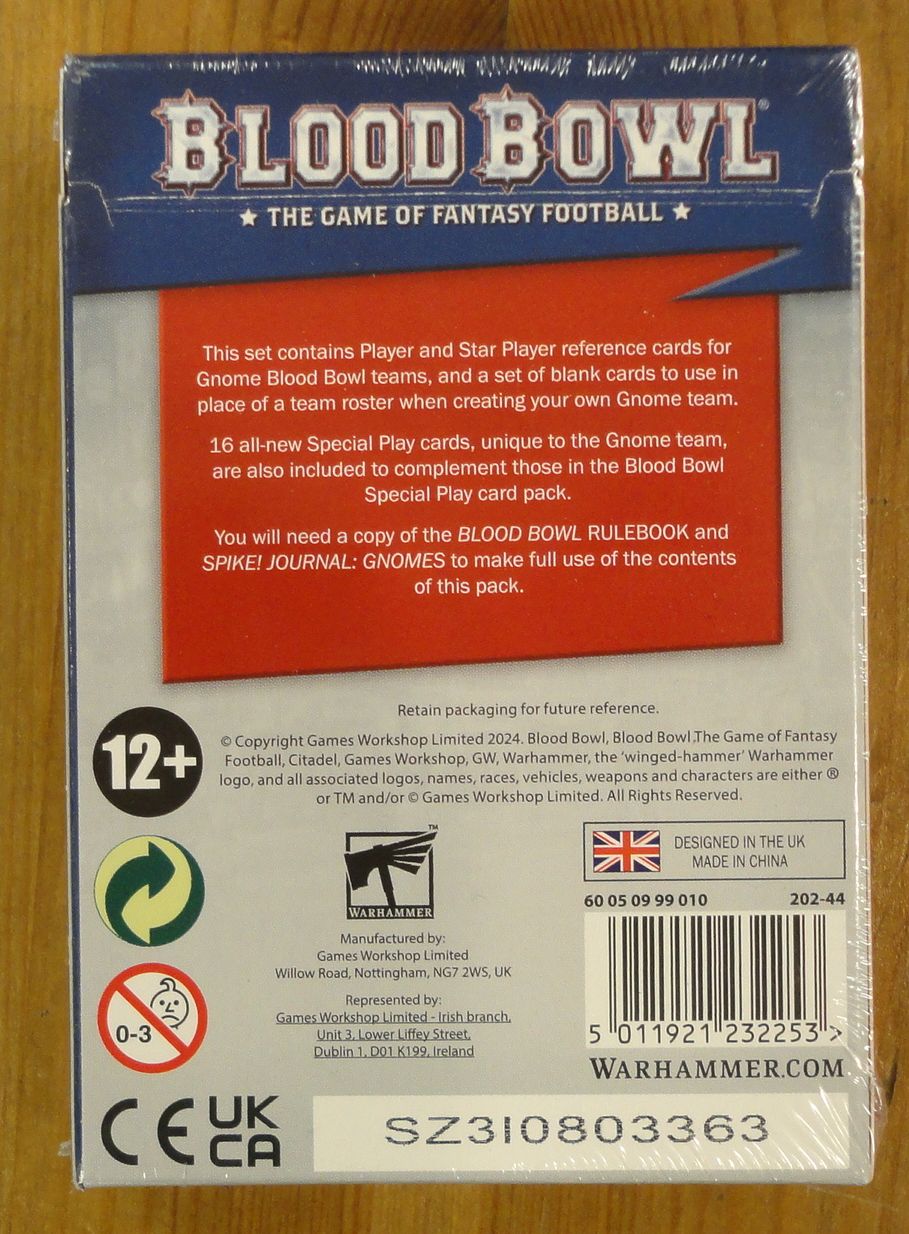 BLOOD BOWL®
★ THE GAME OF FANTASY FOOTBALL ★
This set contains Player and Star Player reference cards for
Gnome Blood Bowl teams, and a set of blank cards to use in
place of a team roster when creating your own Gnome team.
16 all-new Special Play cards, unique to the Gnome team,
are also included to complement those in the Blood Bowl
Special Play card pack.
You will need a copy of the BLOOD BOWL RULEBOOK and
SPIKE! JOURNAL: GNOMES to make full use of the contents
of this pack.
Retain packaging for future reference.
12+
© Copyright Games Workshop Limited 2024. Blood Bowl, Blood Bowl The Game of Fantasy
Football, Citadel, Games Workshop, GW, Warhammer, the ‘winged-hammer’ Warhammer
logo, and all associated logos, names, races, vehicles, weapons and characters are either ®
or TM and/or © Games Workshop Limited. All Rights Reserved.
WARHAMMER™
DESIGNED IN THE UK
MADE IN CHINA
60 05 09 99 010 202-44
Manufactured by:
Games Workshop Limited
Willow Road, Nottingham, NG7 2WS, UK
Represented by:
Games Workshop Limited - Irish branch,
Unit 3, Lower Liffey Street,
Dublin 1, D01 K199, Ireland
0-3
5 011921 232253 >
WARHAMMER.COM
CE UK
CA
SZ3I0803363